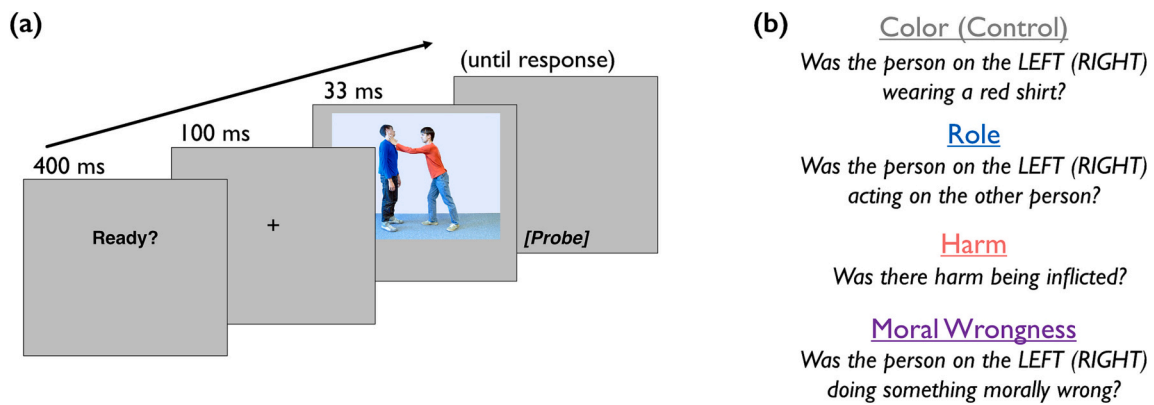 (a)
(until response)
33 ms
100 ms
400 ms
Ready?
+
[Probe]
(b)
Color (Control)
Was the person on the LEFT (RIGHT)
wearing a red shirt?
Role
Was the person on the LEFT (RIGHT)
acting on the other person?
Harm
Was there harm being inflicted?
Moral Wrongness
Was the person on the LEFT (RIGHT)
doing something morally wrong?